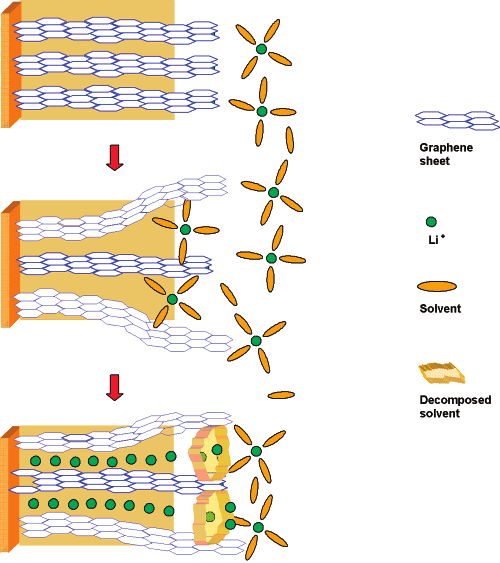 Graphene
sheet
Li⁺
Solvent
Decomposed
solvent